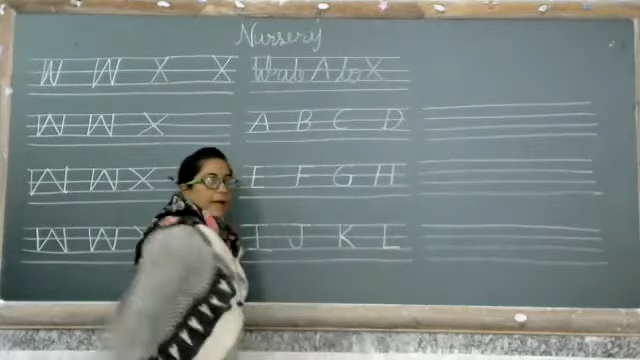 Nursery
W W X X
W W X
W W X
W W X
Write A to X
A B C D
E F G H
I J K L